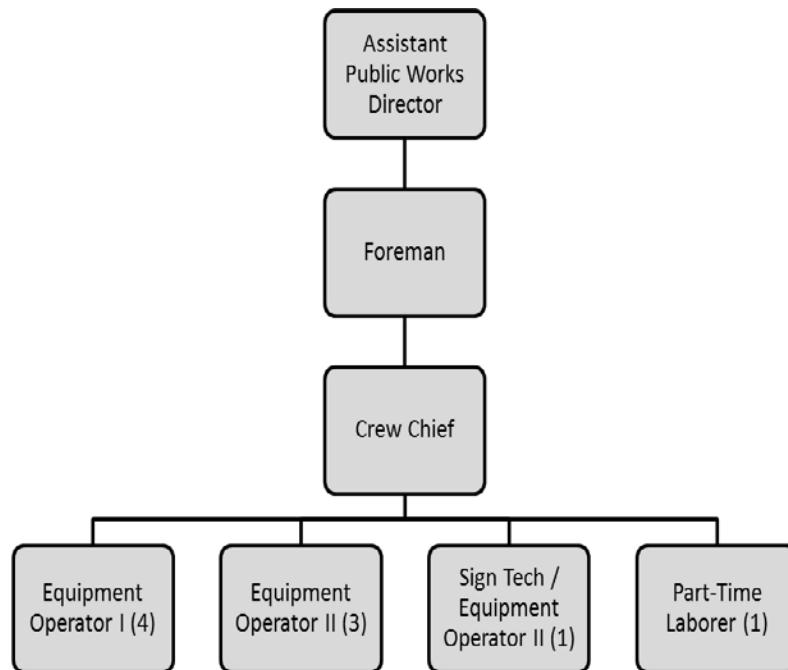 Assistant
Public Works
Director
Foreman
Crew Chief
Equipment
Operator I (4)
Equipment
Operator II (3)
Sign Tech /
Equipment
Operator II (1)
Part-Time
Laborer (1)